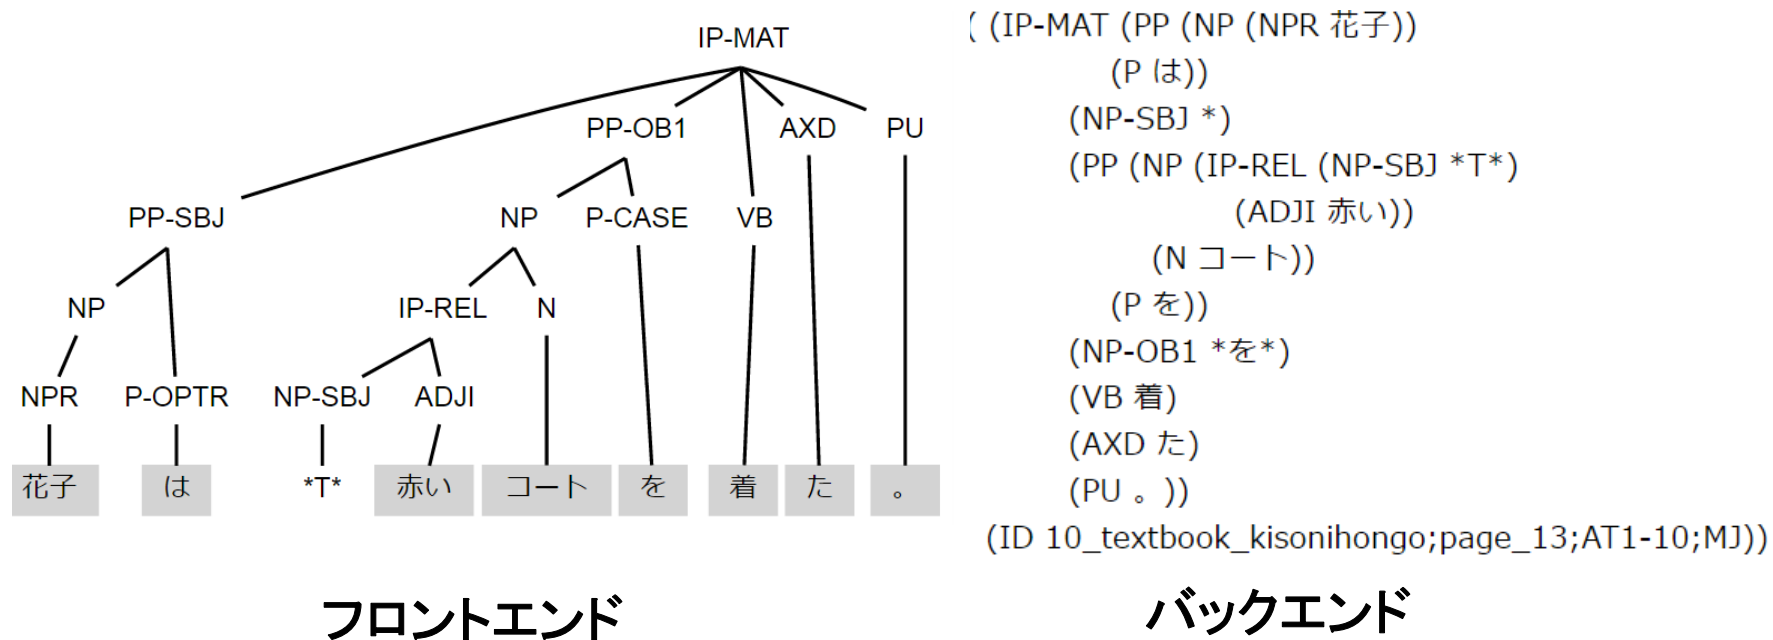 IP-MAT
PP-OB1 AXD PU
PP-SBJ NP P-CASE VB
NP IP-REL N
NPR P-OPTR NP-SBJ ADJI
花子 は *T* 赤い コート を 着 た 。
フロントエンド
( (IP-MAT (PP (NP (NPR 花子))
(P は))
(NP-SBJ *)
(PP (NP (IP-REL (NP-SBJ *T*)
(ADJI 赤い))
(N コート))
(P を))
(NP-OB1 *を*)
(VB 着)
(AXD た)
(PU 。))
(ID 10_textbook_kisonihongo;page_13;AT1-10;MJ))
バックエンド